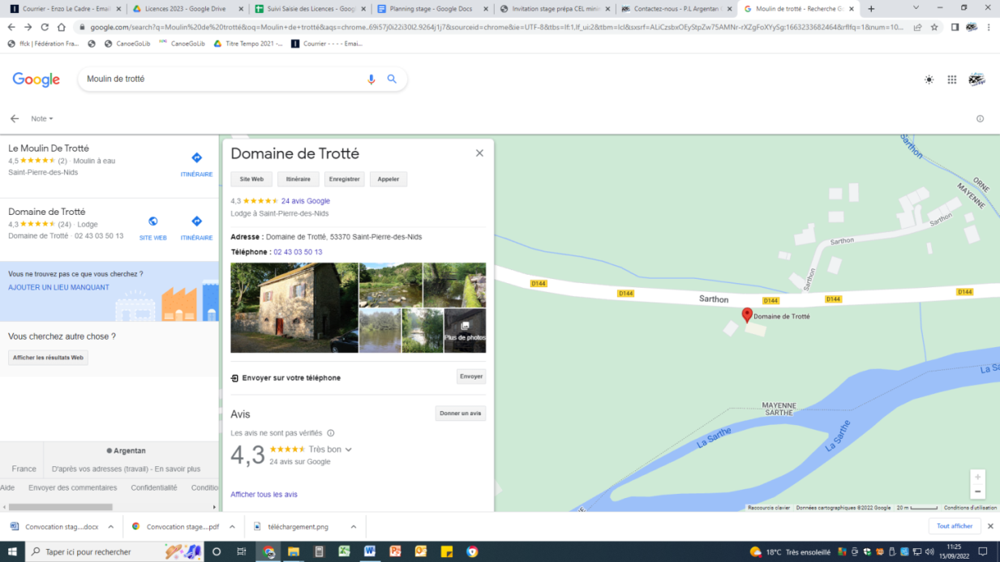 Courrier - Enzo Le Cadre - Email
Licences 2023 - Google Drive
Suivi Saisie des Licences - Goog
Planning stage - Google Docs
Invitation stage prépa CEL mini
Contactez-nous - P.L Argentan
Moulin de trotté - Recherche G
google.com/search?q=Moulin%20de%20trotté&oq=Moulin+de+trotté&aqs=chrome..69i57j0i22i30l2.9264j1j7&sourceid=chrome&ie=UTF-8&tbs=lf:1,lf_ui:2&tbm=lcl&sxsrf=ALiCzsbxOEyStpZw75AMNr-rXZgFoXYySg:1663233682464&rflfq=1&num=10...
ffck | Fédération Fra...
CanoeGoLib
CanoeGoLib
Titre Tempo 2021 -...
Courrier - - - - Emai...
Google
Moulin de trotté
Note
Le Moulin De Trotté
4,5 (2) · Moulin à eau
Saint-Pierre-des-Nids
ITINÉRAIRE
Domaine de Trotté
4,3 (24) · Lodge
Domaine de Trotté · 02 43 03 50 13
SITE WEB
ITINÉRAIRE
Vous ne trouvez pas ce que vous cherchez ?
AJOUTER UN LIEU MANQUANT
Vous cherchez autre chose ?
Afficher les résultats Web
Argentan
France
D'après vos adresses (travail) - En savoir plus
Aide
Envoyer des commentaires
Confidentialité
Conditio
Domaine de Trotté
Site Web
Itinéraire
Enregistrer
Appeler
4,3 24 avis Google
Lodge à Saint-Pierre-des-Nids
Adresse : Domaine de Trotté, 53370 Saint-Pierre-des-Nids
Téléphone : 02 43 03 50 13
Plus de photos
Envoyer sur votre téléphone
Envoyer
Avis
Donner un avis
Les avis ne sont pas vérifiés
4,3
Très bon
24 avis sur Google
Afficher tous les avis
Sarthon
ORNE
MAYENNE
Sarthon
Sarthon
Sarthon
D144
D144
Sarthon
D144
D144
D144
Domaine de Trotté
La Sa
MAYENNE
SARTHE
La Sarthe
La Sarthe
Raccourcis clavier
Données cartographiques ©2022 Google
20 m
Conditions d'utilisation
Convocation stag....docx
Convocation stage....pdf
téléchargement.png
Tout afficher
Taper ici pour rechercher
18°C Très ensoleillé
11:25
15/09/2022